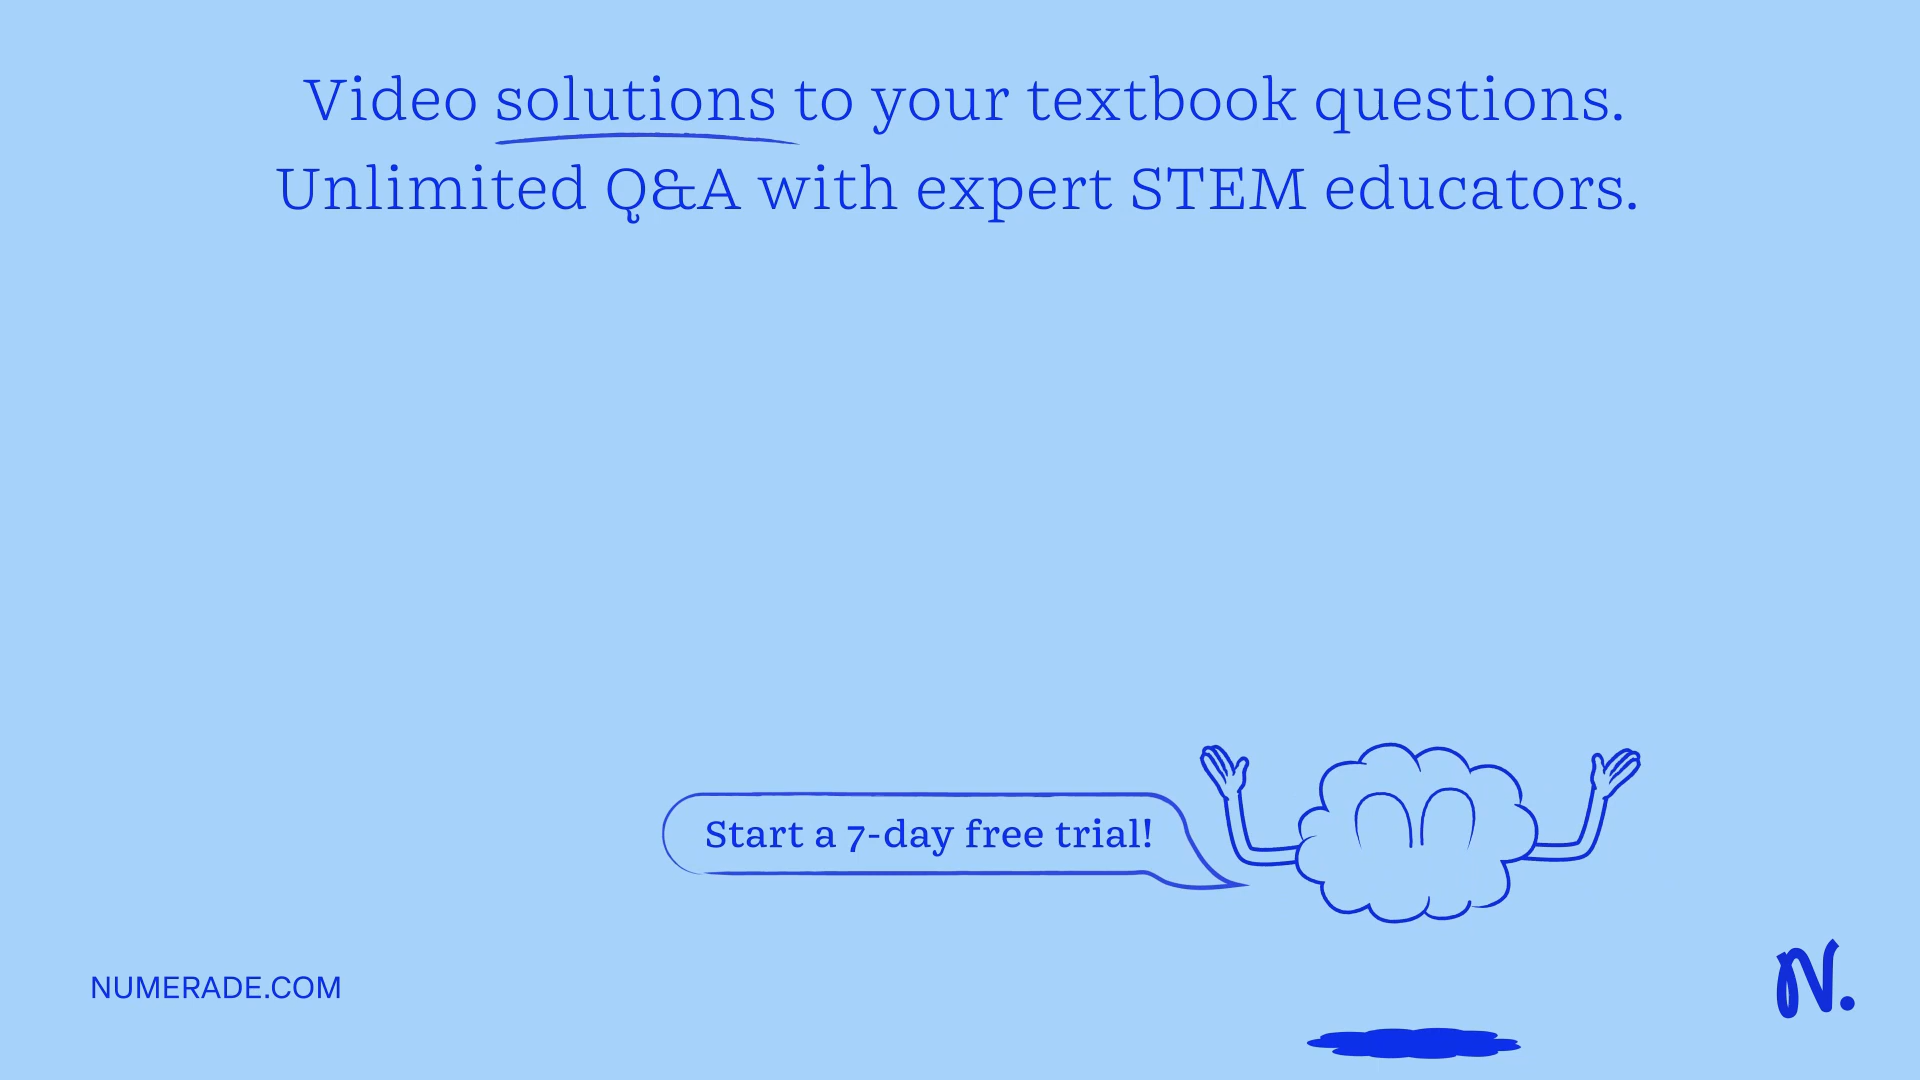 Video solutions to your textbook questions.
Unlimited Q&A with expert STEM educators.
Start a 7-day free trial!
NUMERADE.COM
N.